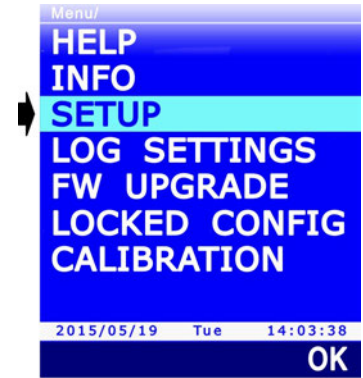 Menu/
HELP
INFO
SETUP
LOG SETTINGS
FW UPGRADE
LOCKED CONFIG
CALIBRATION
2015/05/19 Tue 14:03:38
OK